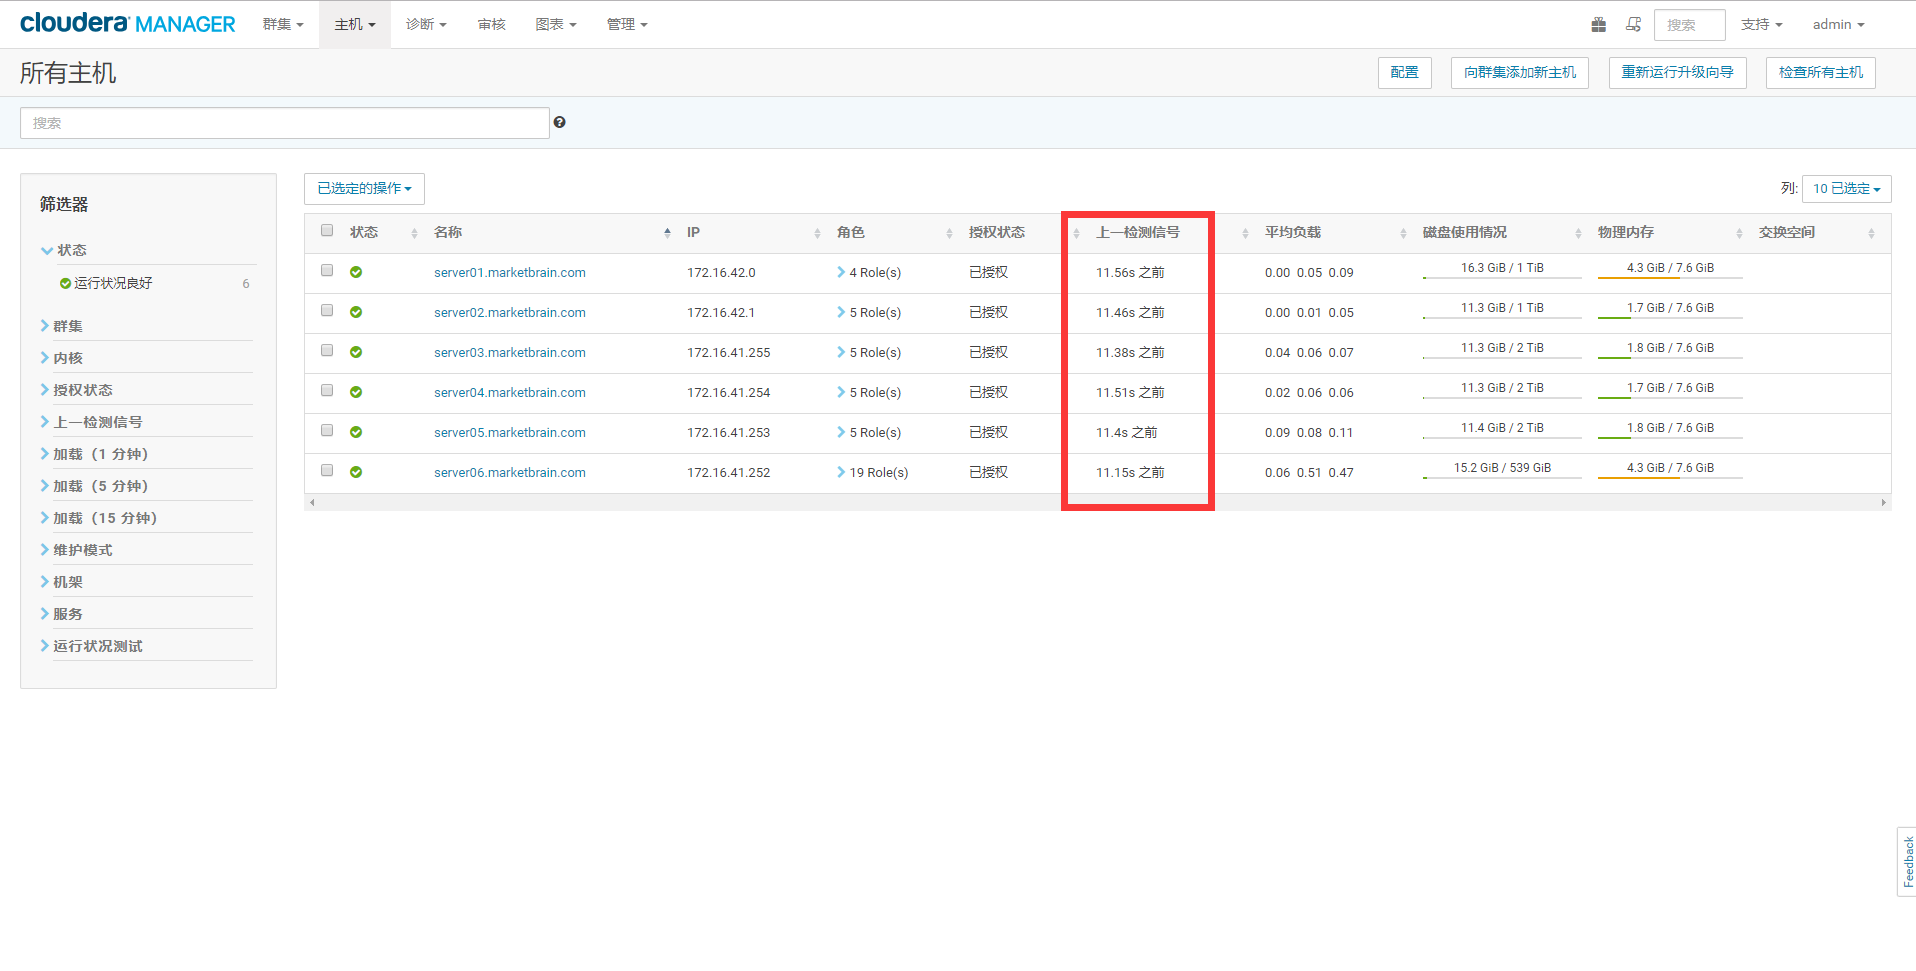 cloudera MANAGER 群集 主机 诊断 审核 图表 管理 搜索 支持 admin
所有主机 配置 向群集添加新主机 重新运行升级向导 检查所有主机
搜索 ?
筛选器
状态
运行状况良好 6
群集
内核
授权状态
上一检测信号
加载（1 分钟）
加载（5 分钟）
加载（15 分钟）
维护模式
机架
服务
运行状况测试
已选定的操作 列: 10 已选定
状态 名称 IP 角色 授权状态 上一检测信号 平均负载 磁盘使用情况 物理内存 交换空间
server01.marketbrain.com 172.16.42.0 4 Role(s) 已授权 11.56s 之前 0.00 0.05 0.09 16.3 GiB / 1 TiB 4.3 GiB / 7.6 GiB
server02.marketbrain.com 172.16.42.1 5 Role(s) 已授权 11.46s 之前 0.00 0.01 0.05 11.3 GiB / 1 TiB 1.7 GiB / 7.6 GiB
server03.marketbrain.com 172.16.41.255 5 Role(s) 已授权 11.38s 之前 0.04 0.06 0.07 11.3 GiB / 2 TiB 1.8 GiB / 7.6 GiB
server04.marketbrain.com 172.16.41.254 5 Role(s) 已授权 11.51s 之前 0.02 0.06 0.06 11.3 GiB / 2 TiB 1.7 GiB / 7.6 GiB
server05.marketbrain.com 172.16.41.253 5 Role(s) 已授权 11.4s 之前 0.09 0.08 0.11 11.4 GiB / 2 TiB 1.8 GiB / 7.6 GiB
server06.marketbrain.com 172.16.41.252 19 Role(s) 已授权 11.15s 之前 0.06 0.51 0.47 15.2 GiB / 539 GiB 4.3 GiB / 7.6 GiB
Feedback